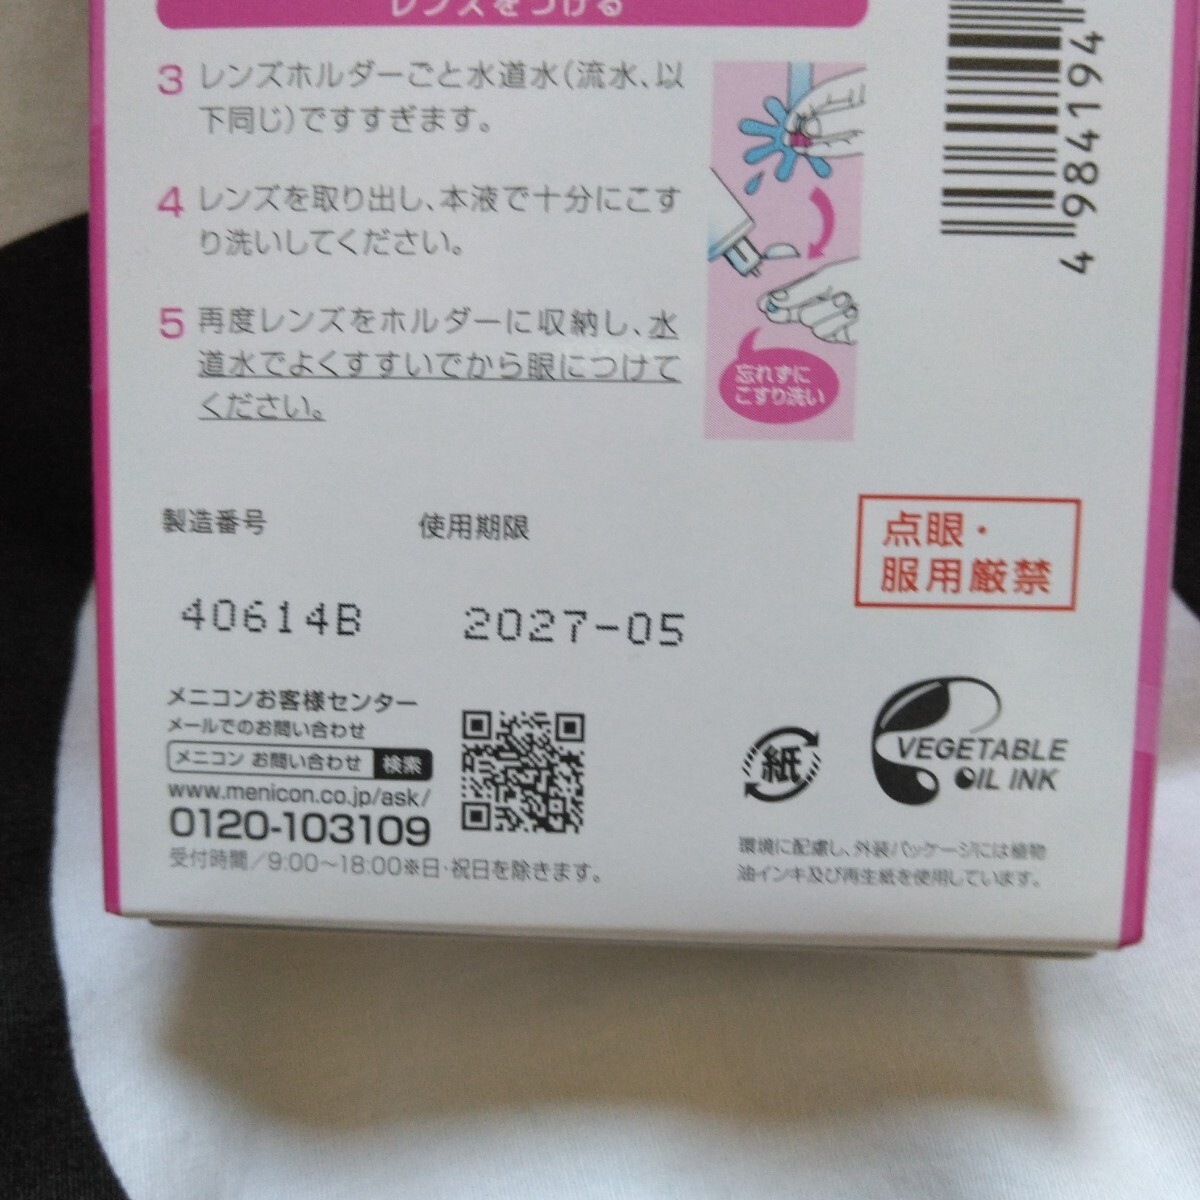 レンズをつける
3 レンズホルダーごと水道水(流水、以
下同じ)ですすぎます。
4 レンズを取り出し、本液で十分にこす
り洗いしてください。
5 再度レンズをホルダーに収納し、水
道水でよくすすいでから眼につけて
ください。
忘れずに
こすり洗い
4 984194
製造番号
40614B
使用期限
2027-05
点眼・
服用厳禁
メニコンお客様センター
メールでのお問い合わせ
メニコン お問い合わせ 検索
www.menicon.co.jp/ask/
0120-103109
受付時間/9:00～18:00※日・祝日を除きます。
紙
VEGETABLE
OIL INK
環境に配慮し、外装パッケージには植物
油インキ及び再生紙を使用しています。